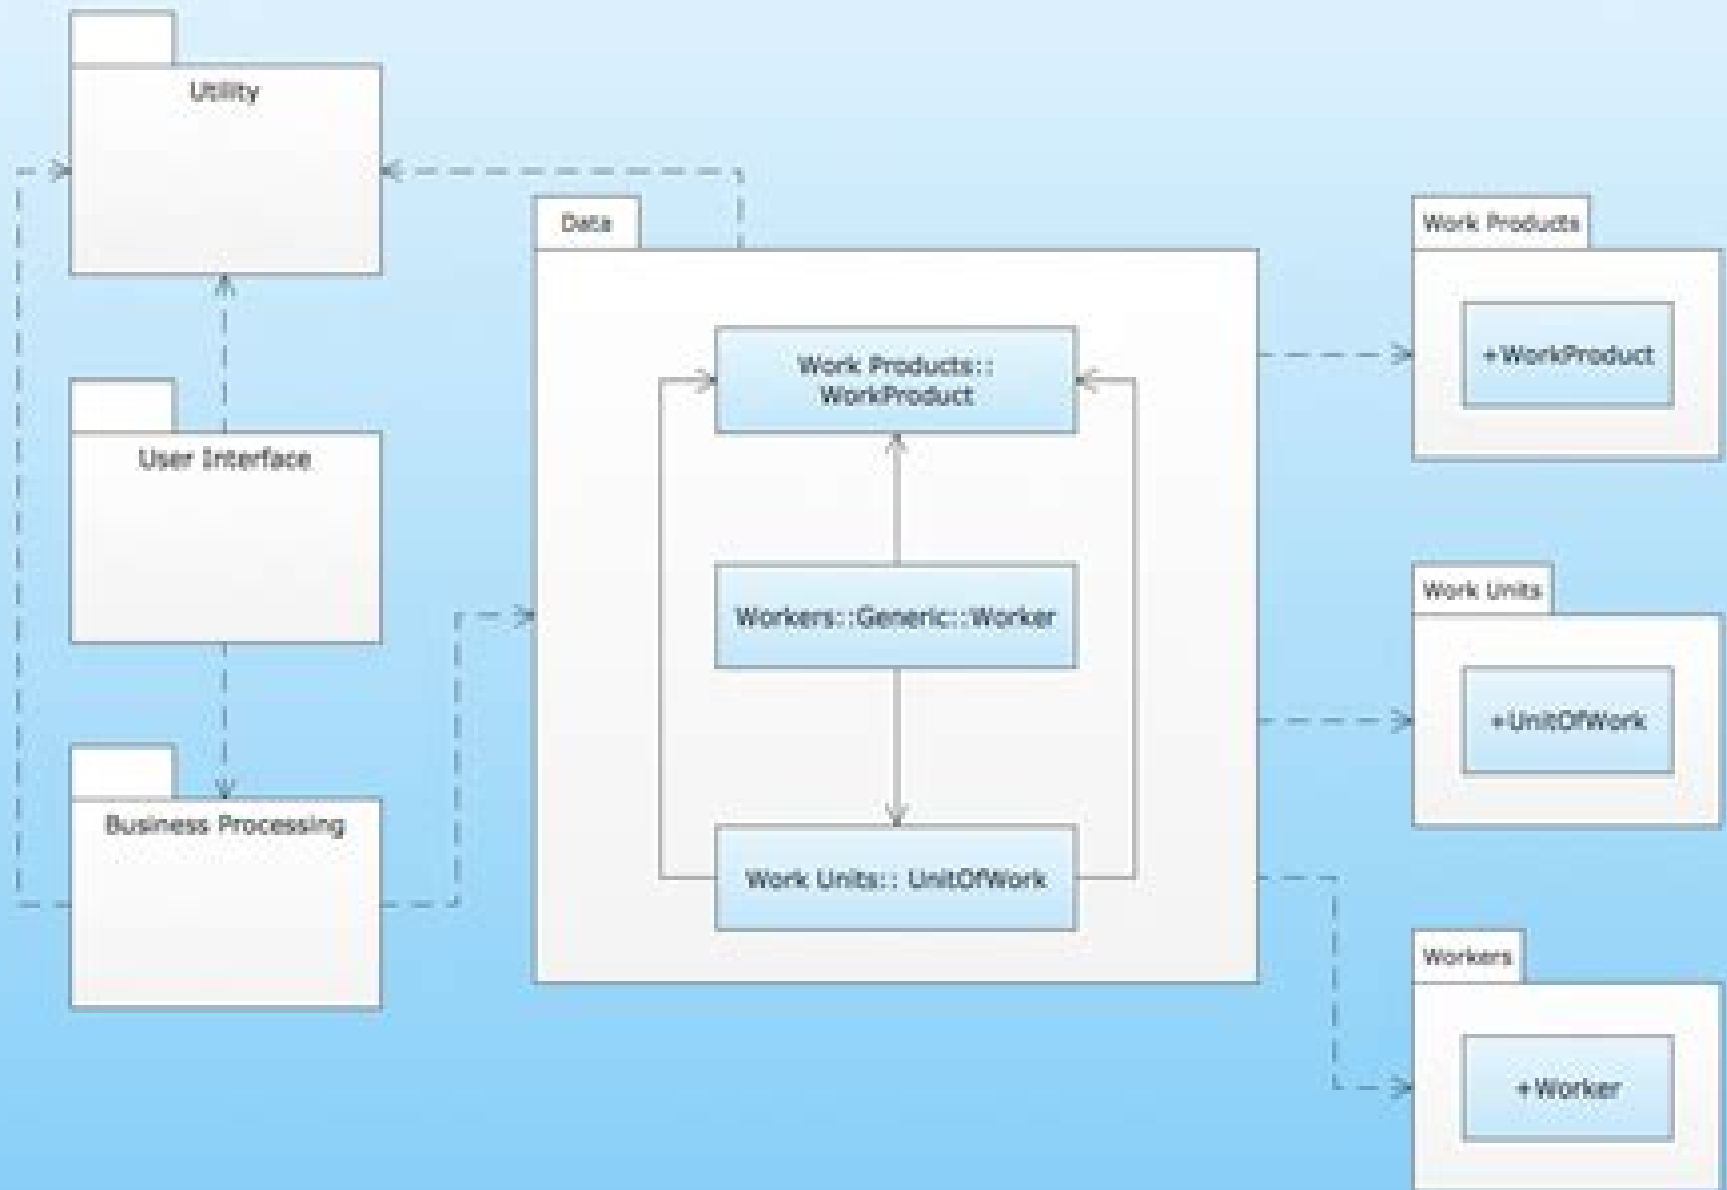 Utility
User Interface
Business Processing
Data
Work Products::
WorkProduct
Workers::Generic::Worker
Work Units:: UnitOfWork
Work Products
+WorkProduct
Work Units
+UnitOfWork
Workers
+Worker